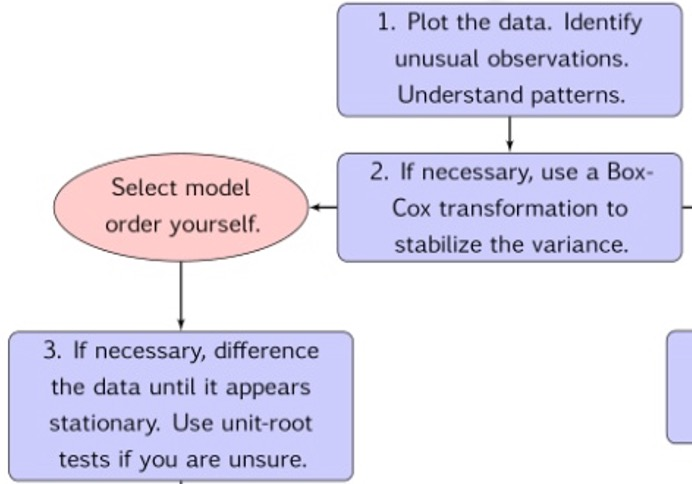 1. Plot the data. Identify
unusual observations.
Understand patterns.
2. If necessary, use a Box-
Cox transformation to
stabilize the variance.
Select model
order yourself.
3. If necessary, difference
the data until it appears
stationary. Use unit-root
tests if you are unsure.